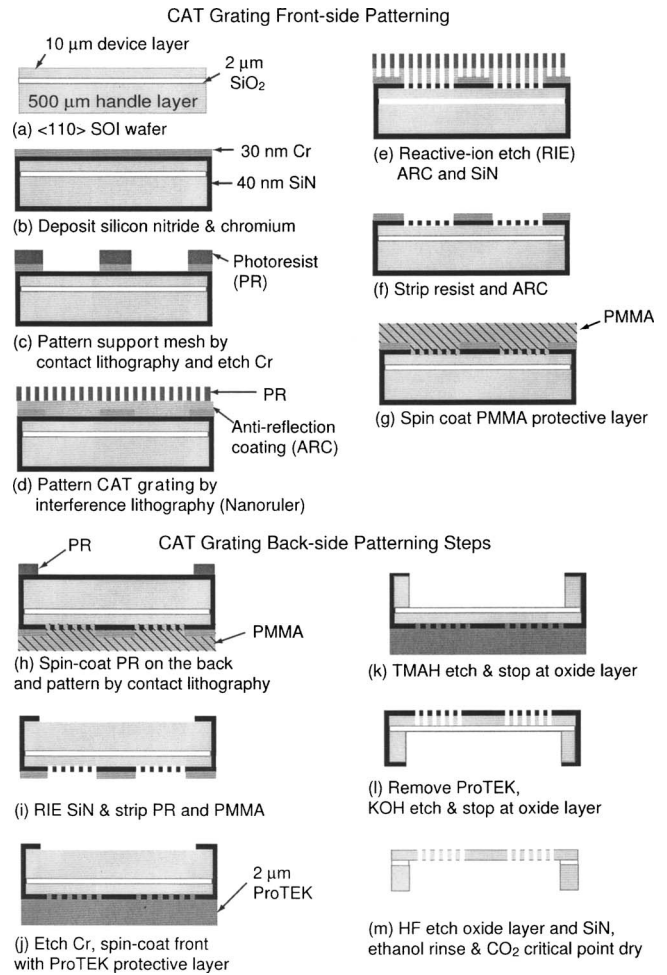 CAT Grating Front-side Patterning
10 μm device layer
2 μm
SiO₂
500 μm handle layer
(a) <110> SOI wafer
30 nm Cr
40 nm SiN
(b) Deposit silicon nitride & chromium
Photoresist
(PR)
(c) Pattern support mesh by
contact lithography and etch Cr
PR
Anti-reflection
coating (ARC)
(d) Pattern CAT grating by
interference lithography (Nanoruler)
(e) Reactive-ion etch (RIE)
ARC and SiN
(f) Strip resist and ARC
PMMA
(g) Spin coat PMMA protective layer
CAT Grating Back-side Patterning Steps
PR
PMMA
(h) Spin-coat PR on the back
and pattern by contact lithography
(i) RIE SiN & strip PR and PMMA
2 μm
ProTEK
(j) Etch Cr, spin-coat front
with ProTEK protective layer
(k) TMAH etch & stop at oxide layer
(l) Remove ProTEK,
KOH etch & stop at oxide layer
(m) HF etch oxide layer and SiN,
ethanol rinse & CO₂ critical point dry